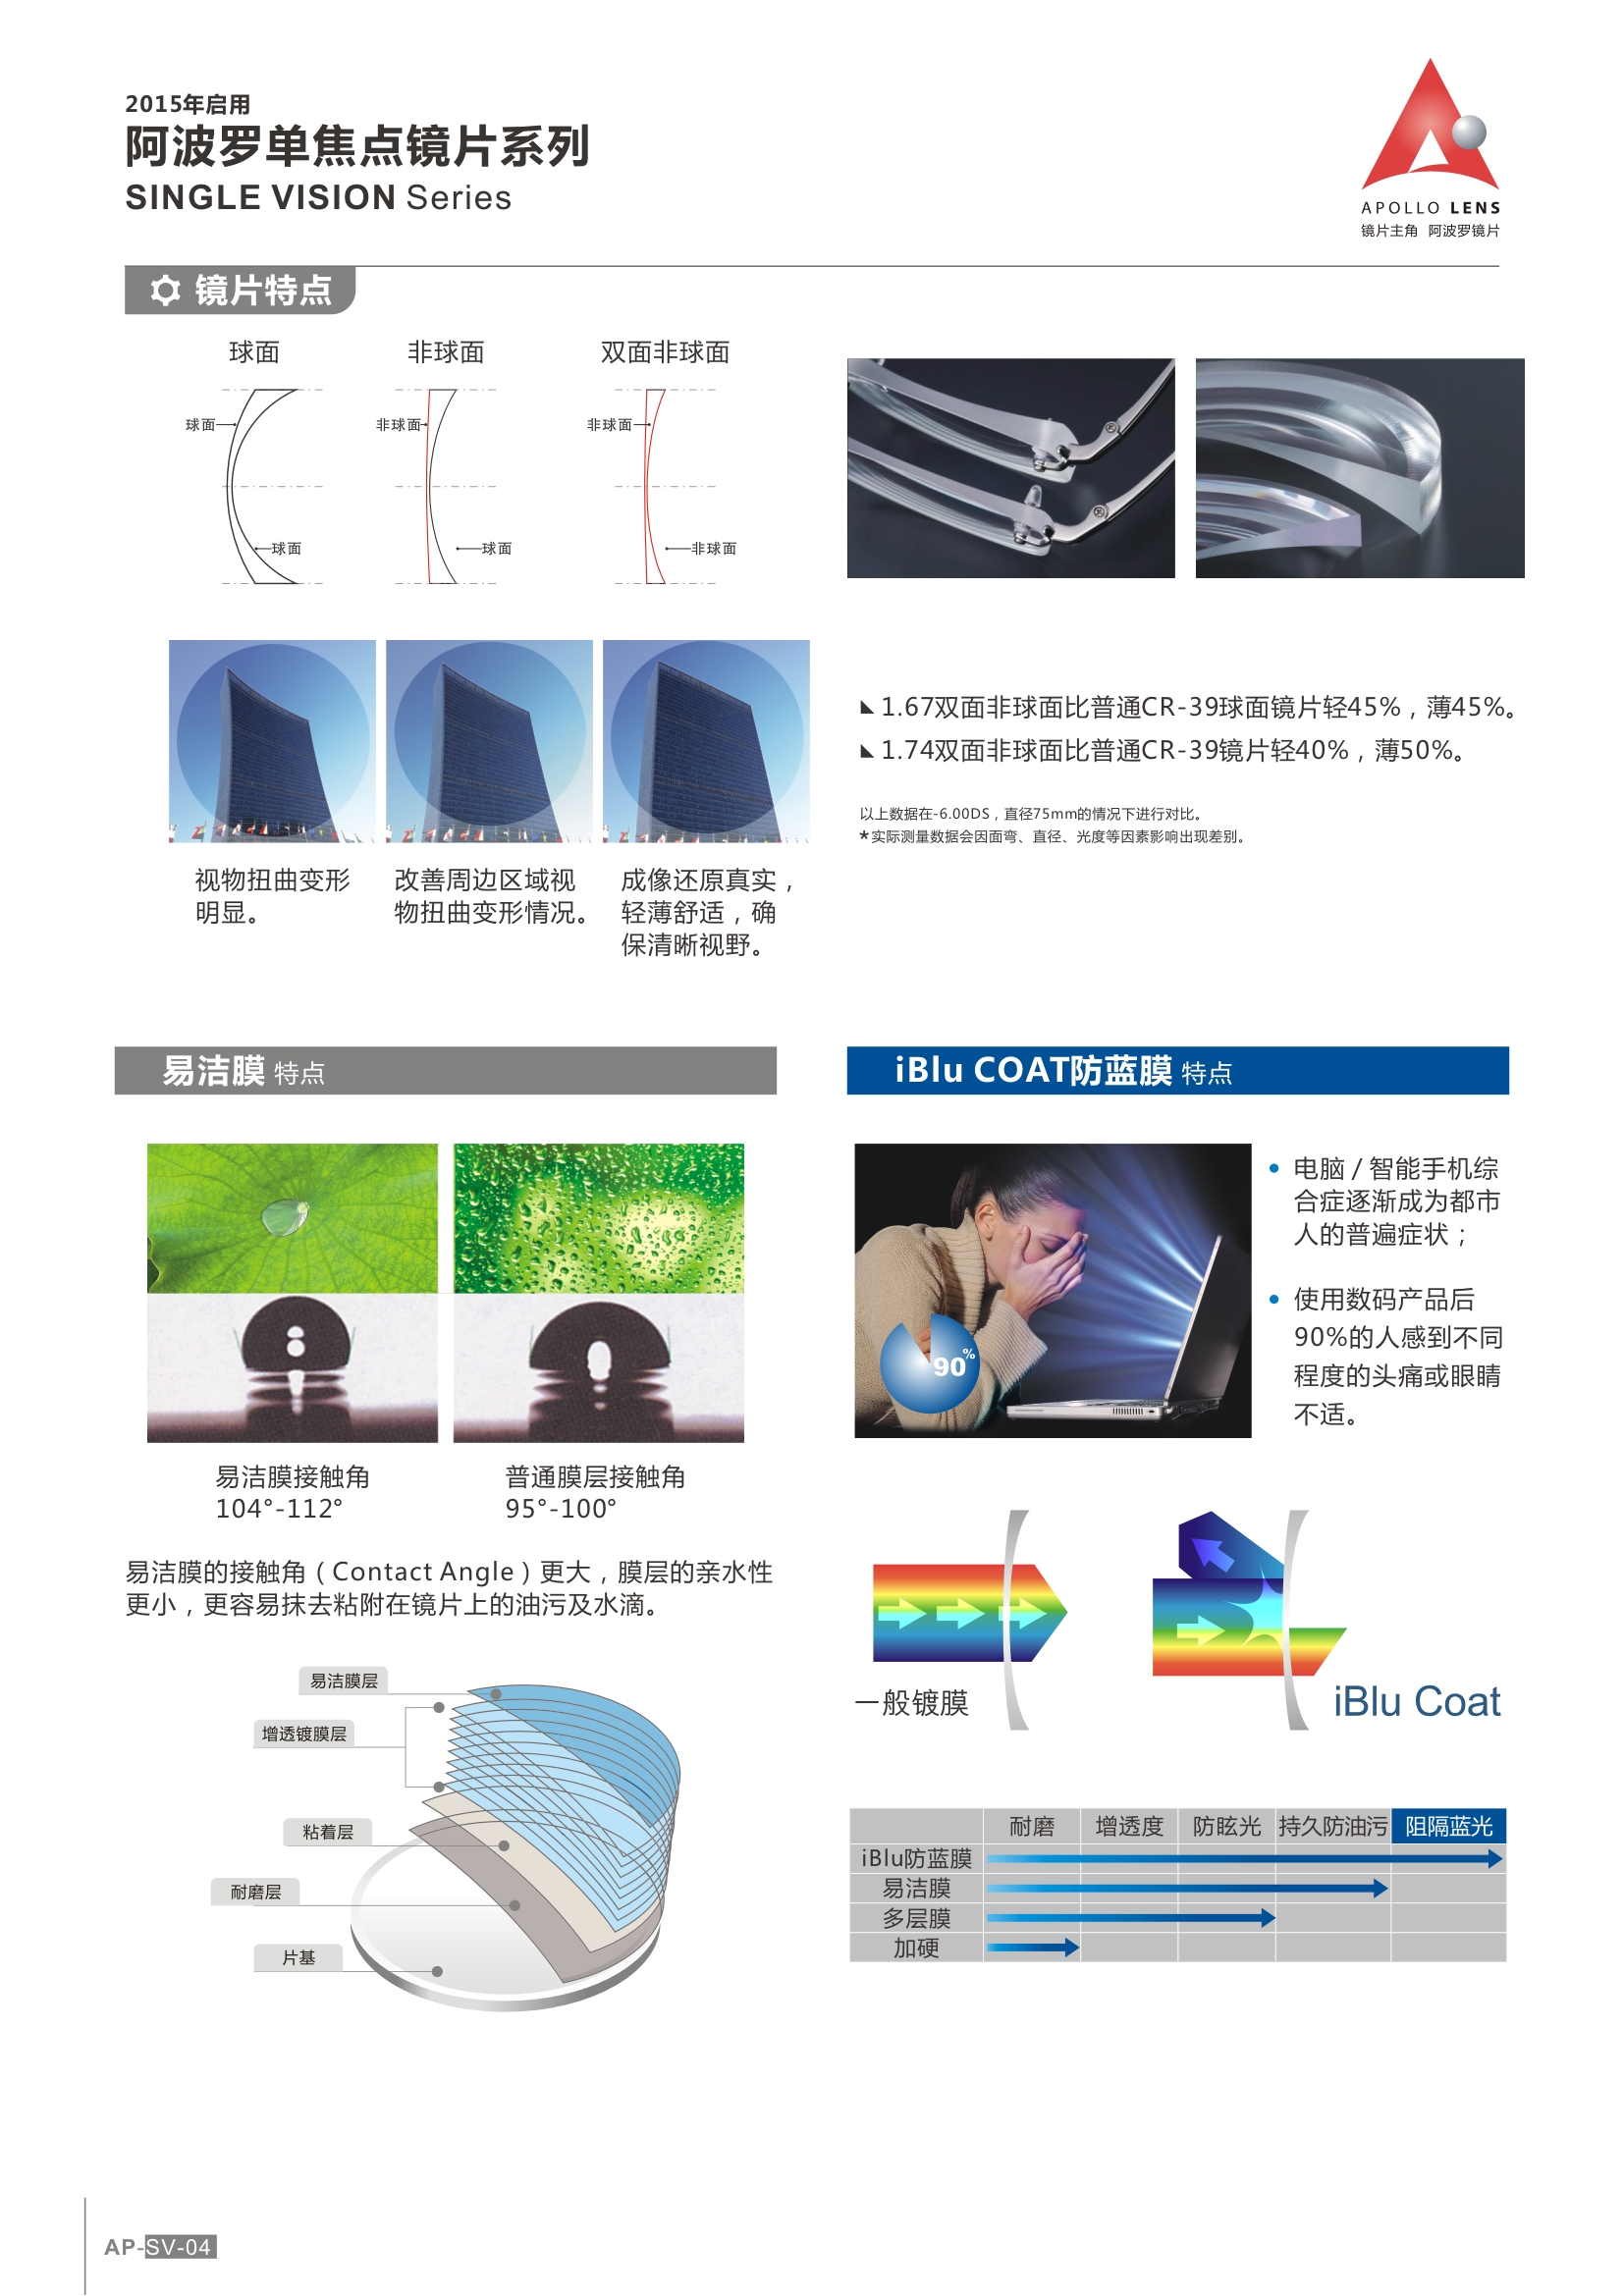 2015年启用
阿波罗单焦点镜片系列
SINGLE VISION Series
APOLLO LENS
镜片主角 阿波罗镜片
镜片特点
球面
非球面
双面非球面
球面
非球面
非球面
球面
球面
非球面
1.67双面非球面比普通CR-39球面镜片轻45%，薄45%。
1.74双面非球面比普通CR-39镜片轻40%，薄50%。
以上数据在-6.00DS，直径75mm的情况下进行对比。
*实际测量数据会因面弯、直径、光度等因素影响出现差别。
视物扭曲变形
明显。
改善周边区域视
物扭曲变形情况。
成像还原真实，
轻薄舒适，确
保清晰视野。
易洁膜 特点
易洁膜接触角
104°-112°
普通膜层接触角
95°-100°
易洁膜的接触角（Contact Angle）更大，膜层的亲水性
更小，更容易抹去粘附在镜片上的油污及水滴。
易洁膜层
增透镀膜层
粘着层
耐磨层
片基
iBlu COAT防蓝膜 特点
90%
电脑 / 智能手机综
合症逐渐成为都市
人的普遍症状；
使用数码产品后
90%的人感到不同
程度的头痛或眼睛
不适。
一般镀膜
iBlu Coat
耐磨 增透度 防眩光 持久防油污 阻隔蓝光
iBlu防蓝膜
易洁膜
多层膜
加硬
AP-SV-04